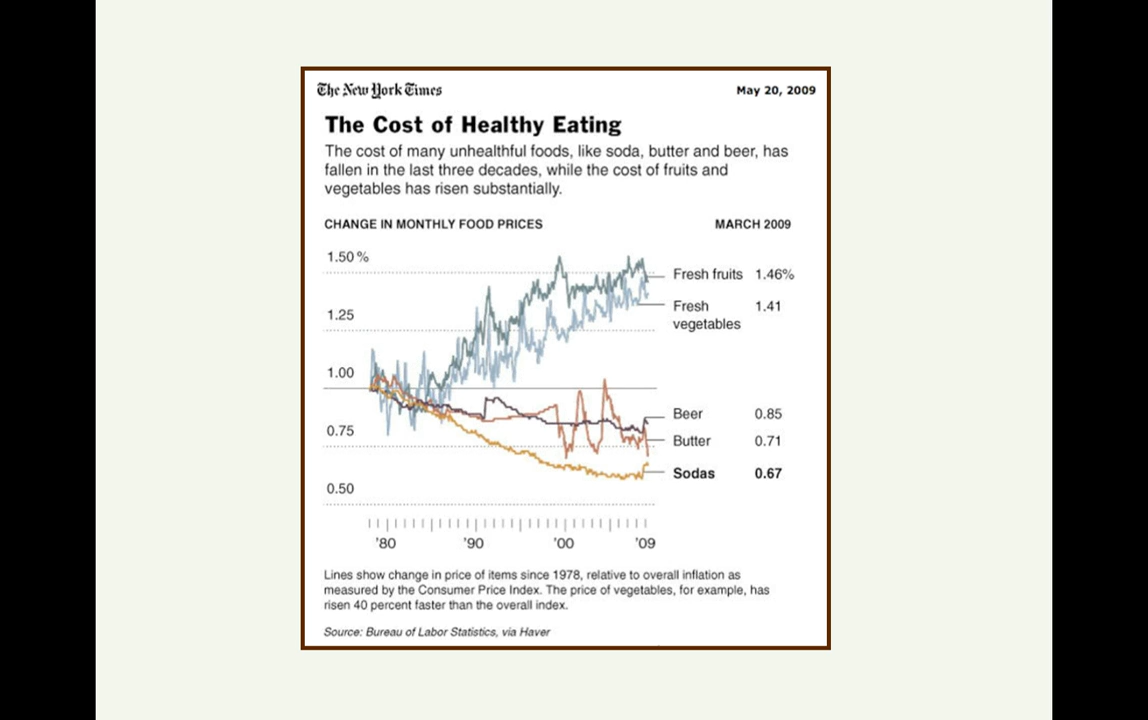 The New York Times
May 20, 2009
The Cost of Healthy Eating
The cost of many unhealthful foods, like soda, butter and beer, has
fallen in the last three decades, while the cost of fruits and
vegetables has risen substantially.
CHANGE IN MONTHLY FOOD PRICES
MARCH 2009
1.50 %
1.25
1.00
0.75
0.50
Fresh fruits 1.46%
Fresh 1.41
vegetables
Beer 0.85
Butter 0.71
Sodas 0.67
'80 '90 '00 '09
Lines show change in price of items since 1978, relative to overall inflation as
measured by the Consumer Price Index. The price of vegetables, for example, has
risen 40 percent faster than the overall index.
Source: Bureau of Labor Statistics, via Haver